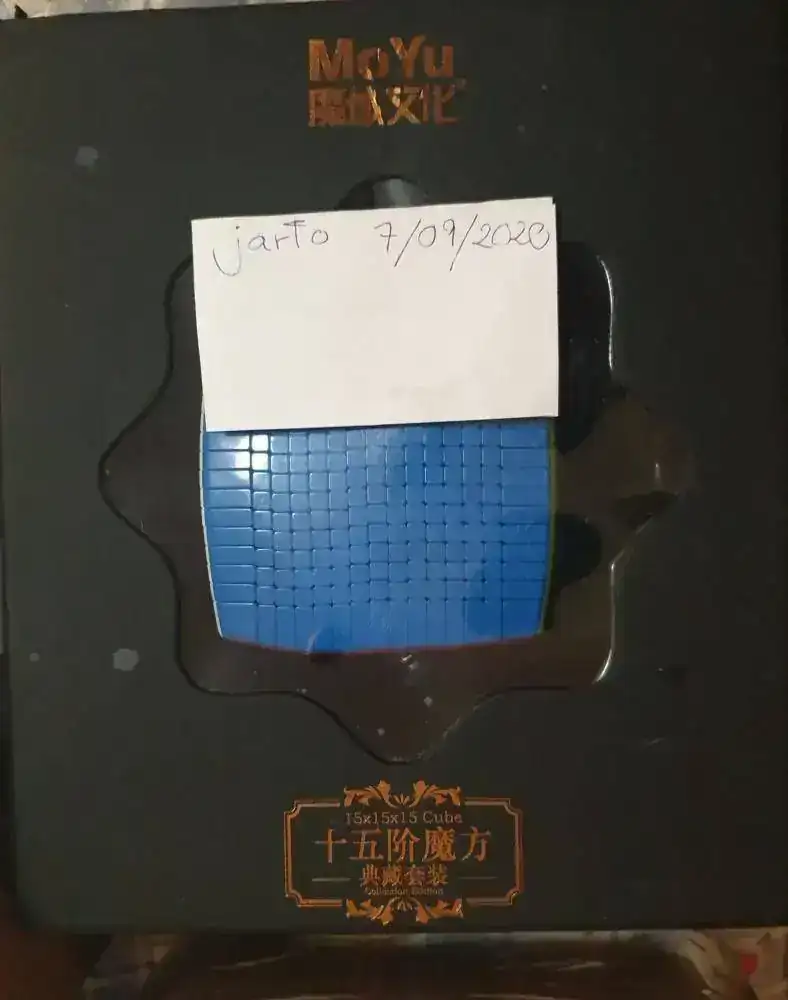 MoYu
魔域文化
jarto 7/09/2020
15x15x15 Cube
十五阶魔方
典藏套装
Collection Edition